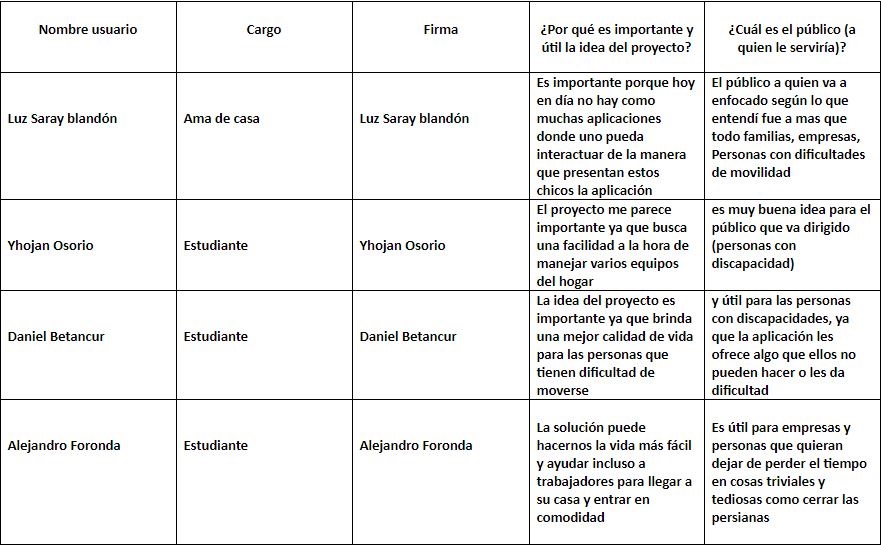 Nombre usuario
Cargo
Firma
¿Por qué es importante y
útil la idea del proyecto?
¿Cuál es el público (a
quien le serviría)?
Luz Saray blandón
Ama de casa
Luz Saray blandón
Es importante porque hoy
en día no hay como
muchas aplicaciones
donde uno pueda
interactuar de la manera
que presentan estos
chicos la aplicación
El público a quien va a
enfocado según lo que
entendí fue a mas que
todo familias, empresas,
Personas con dificultades
de movilidad
Yhojan Osorio
Estudiante
Yhojan Osorio
El proyecto me parece
importante ya que busca
una facilidad a la hora de
manejar varios equipos
del hogar
es muy buena idea para el
público que va dirigido
(personas con
discapacidad)
Daniel Betancur
Estudiante
Daniel Betancur
La idea del proyecto es
importante ya que brinda
una mejor calidad de vida
para las personas que
tienen dificultad de
moverse
y útil para las personas
con discapacidades, ya
que la aplicación les
ofrece algo que ellos no
pueden hacer o les da
dificultad
Alejandro Foronda
Estudiante
Alejandro Foronda
La solución puede
hacernos la vida más fácil
y ayudar incluso a
trabajadores para llegar a
su casa y entrar en
comodidad
Es útil para empresas y
personas que quieran
dejar de perder el tiempo
en cosas triviales y
tediosas como cerrar las
persianas